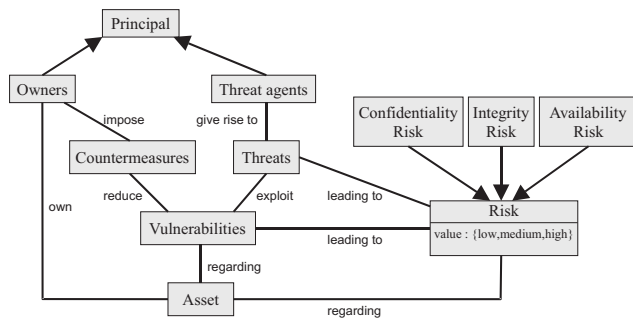 Principal
Owners
Threat agents
impose
give rise to
Confidentiality
Risk
Integrity
Risk
Availability
Risk
Countermeasures
Threats
own
reduce
exploit
leading to
Risk
value : {low,medium,high}
Vulnerabilities
leading to
regarding
Asset
regarding